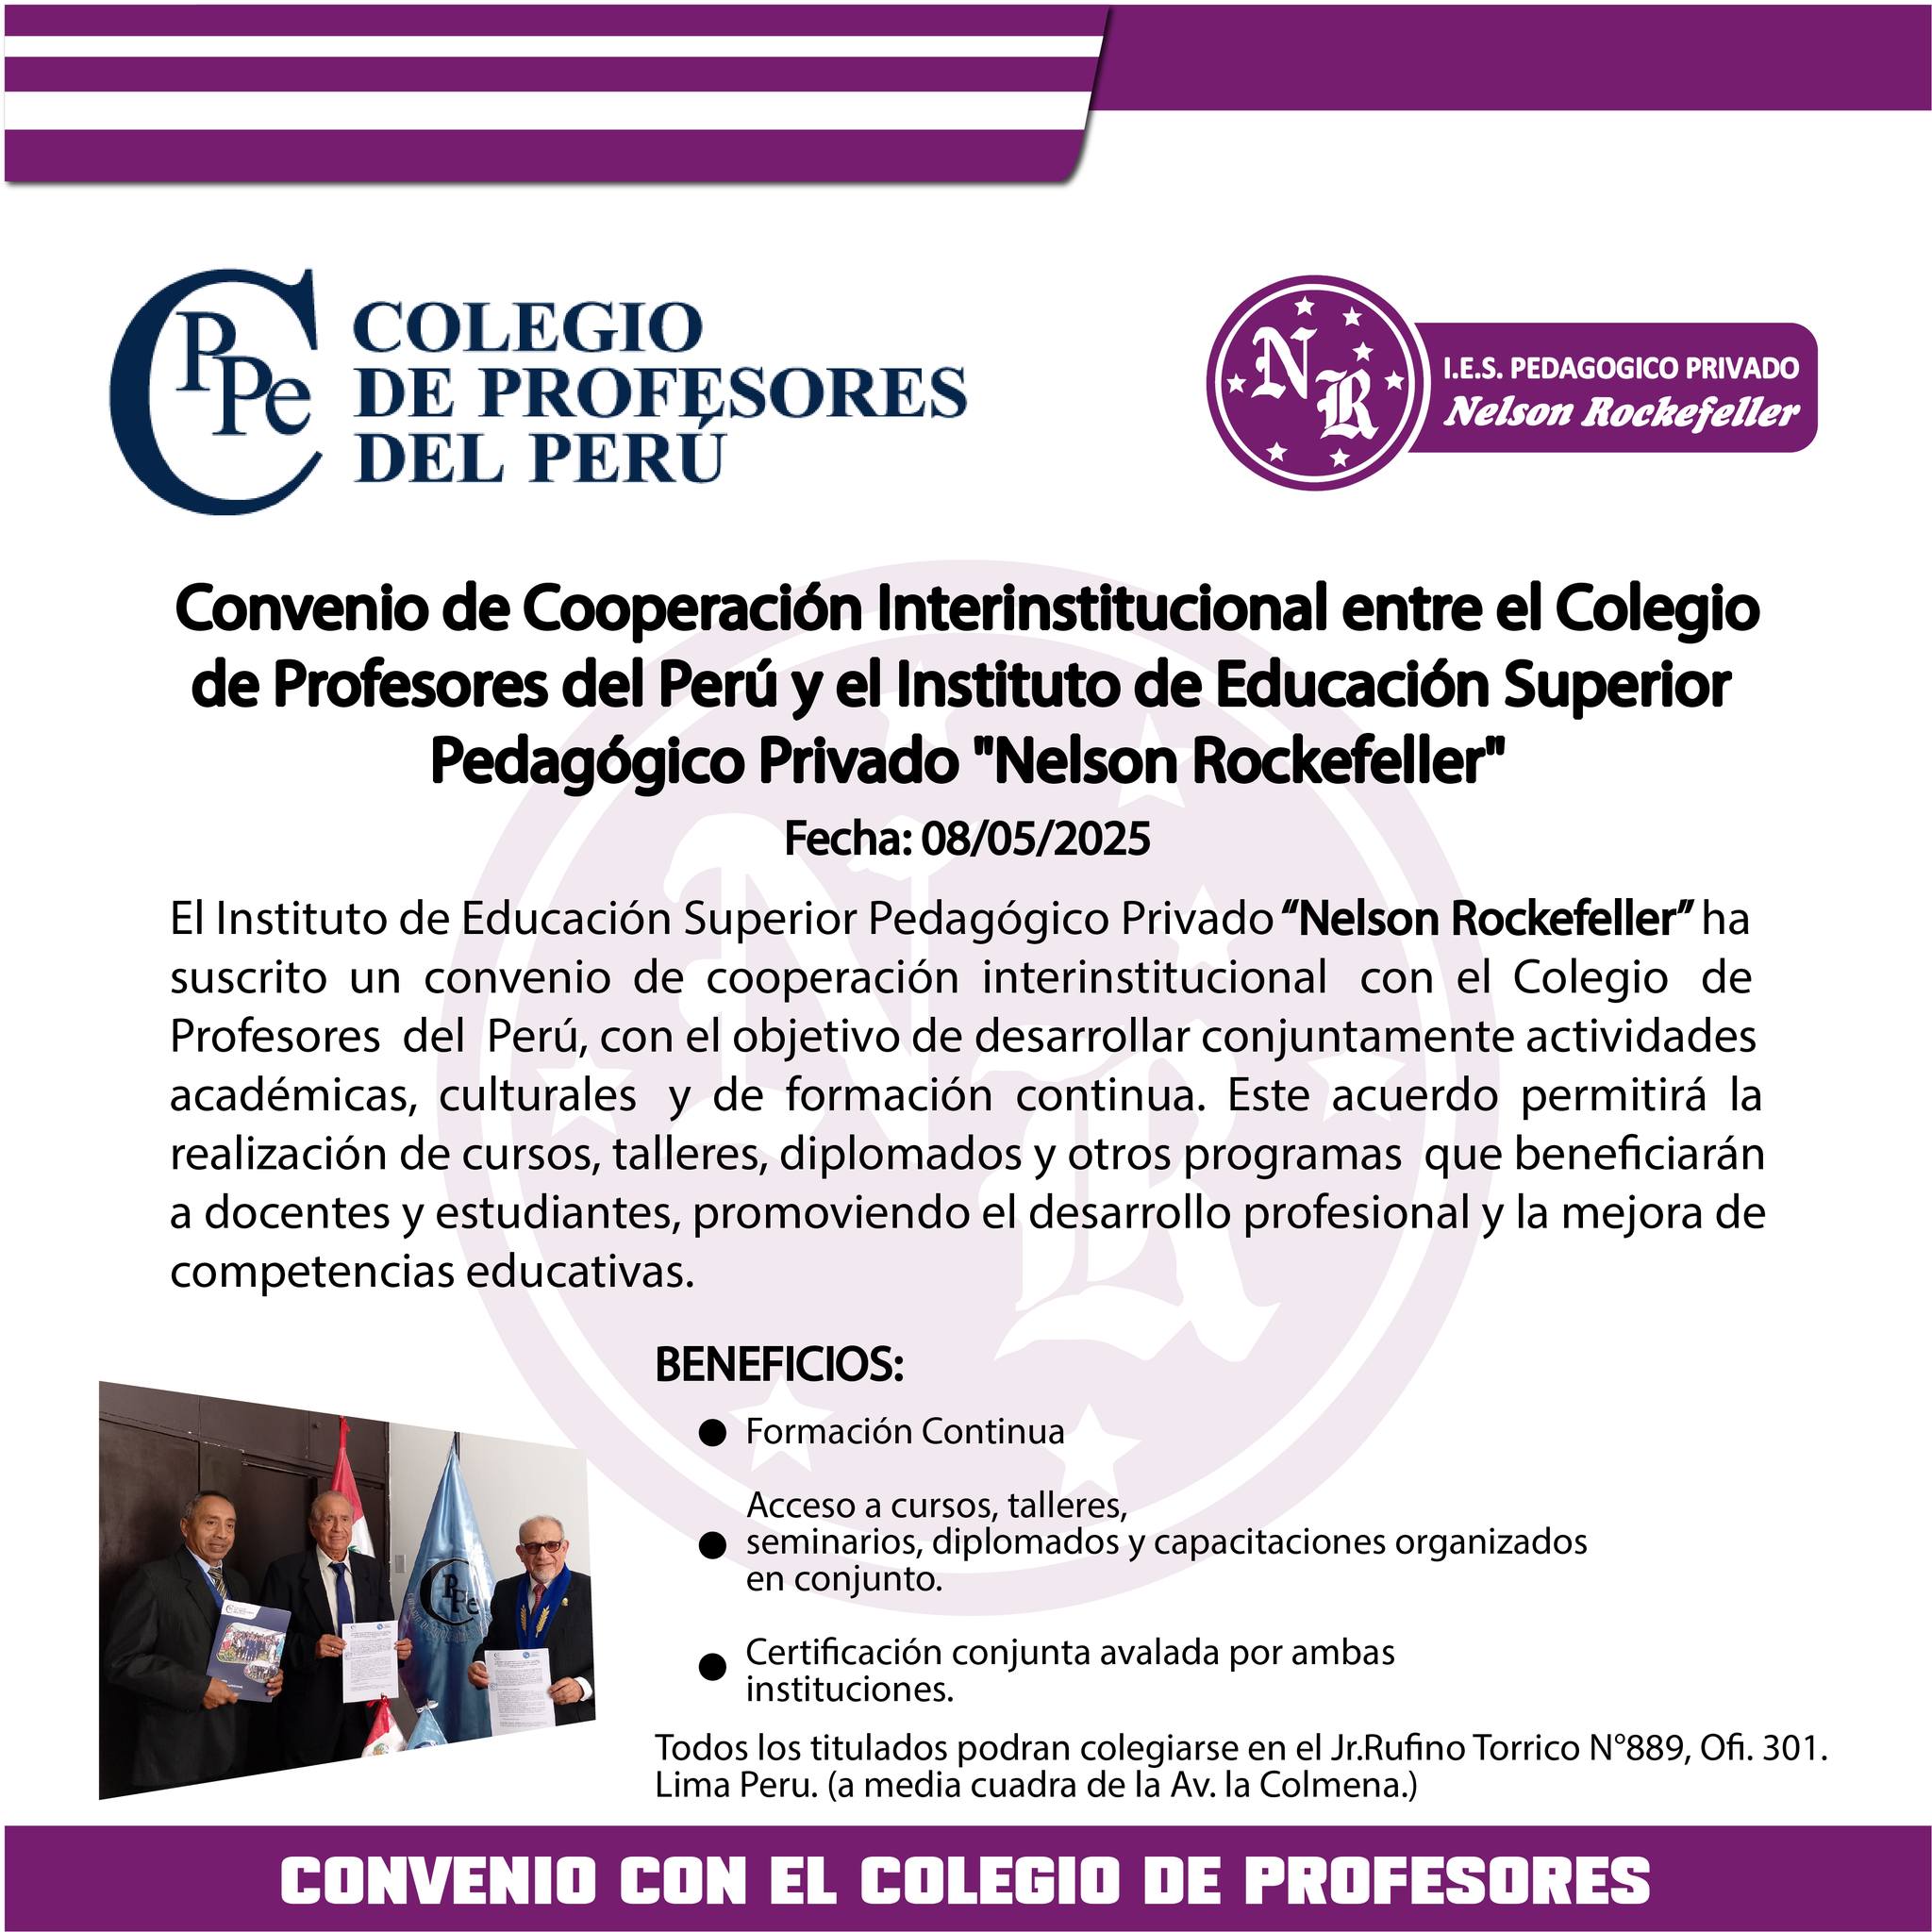 CPPe
COLEGIO
DE PROFESORES
DEL PERÚ
NR
I.E.S. PEDAGOGICO PRIVADO
Nelson Rockefeller
Convenio de Cooperación Interinstitucional entre el Colegio
de Profesores del Perú y el Instituto de Educación Superior
Pedagógico Privado "Nelson Rockefeller"
Fecha: 08/05/2025
El Instituto de Educación Superior Pedagógico Privado “Nelson Rockefeller” ha
suscrito un convenio de cooperación interinstitucional con el Colegio de
Profesores del Perú, con el objetivo de desarrollar conjuntamente actividades
académicas, culturales y de formación continua. Este acuerdo permitirá la
realización de cursos, talleres, diplomados y otros programas que beneficiarán
a docentes y estudiantes, promoviendo el desarrollo profesional y la mejora de
competencias educativas.
BENEFICIOS:
● Formación Continua
Acceso a cursos, talleres,
● seminarios, diplomados y capacitaciones organizados
en conjunto.
● Certificación conjunta avalada por ambas
instituciones.
Todos los titulados podran colegiarse en el Jr.Rufino Torrico N°889, Ofi. 301.
Lima Peru. (a media cuadra de la Av. la Colmena.)
CPPe
CONVENIO CON EL COLEGIO DE PROFESORES